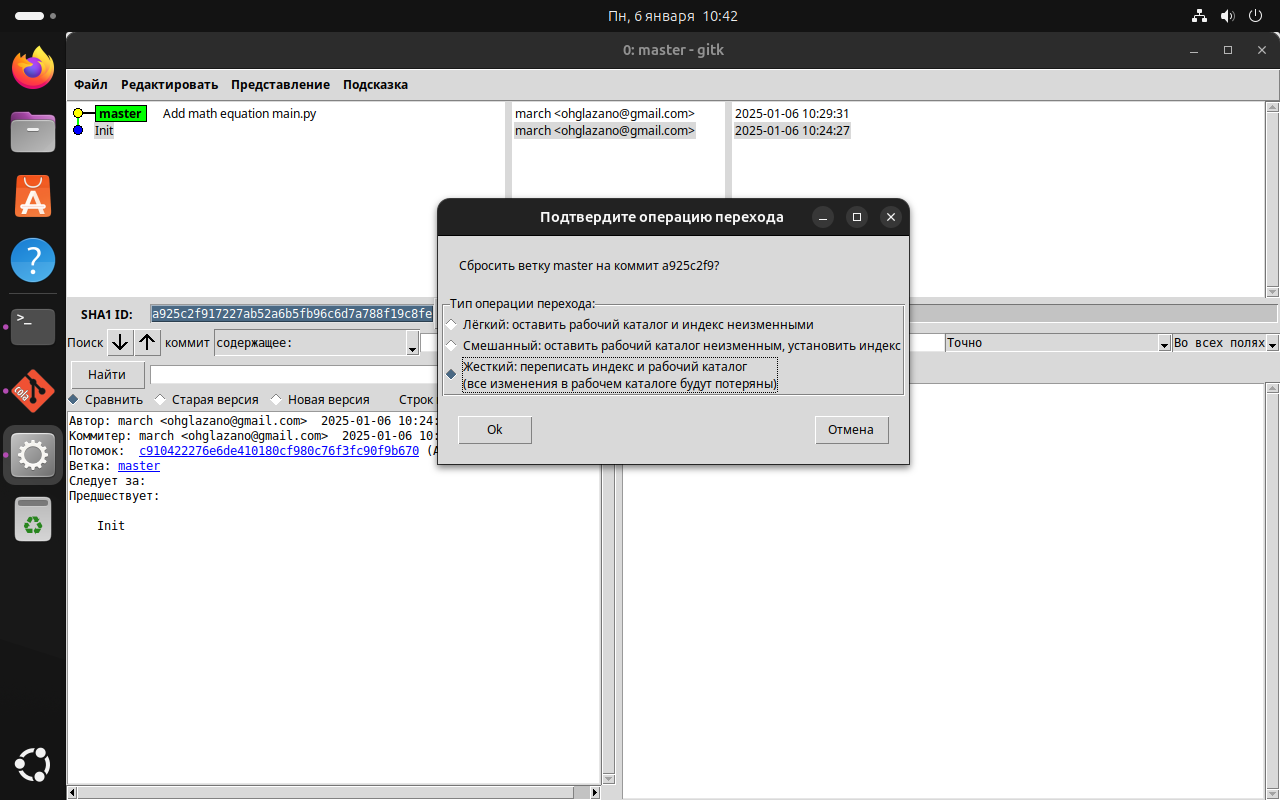 Пн, 6 января 10:42
0: master - gitk
Файл Редактировать Представление Подсказка
master Add math equation main.py march <ohglazano@gmail.com> 2025-01-06 10:29:31
Init march <ohglazano@gmail.com> 2025-01-06 10:24:27
Подтвердите операцию перехода
Сбросить ветку master на коммит a925c2f9?
Тип операции перехода:
Лёгкий: оставить рабочий каталог и индекс неизменными
Смешанный: оставить рабочий каталог неизменным, установить индекс
Жесткий: переписать индекс и рабочий каталог
(все изменения в рабочем каталоге будут потеряны)
Ok Отмена
SHA1 ID: a925c2f917227ab52a6b5fb96c6d7a788f19c8fe
Поиск коммит содержащее: Точно Во всех полях
Найти
Сравнить Старая версия Новая версия Строк
Автор: march <ohglazano@gmail.com> 2025-01-06 10:24:
Коммитер: march <ohglazano@gmail.com> 2025-01-06 10:
Потомок: c910422276e6de410180cf980c76f3fc90f9b670 (A
Ветка: master
Следует за:
Предшествует:
Init
>_
cola